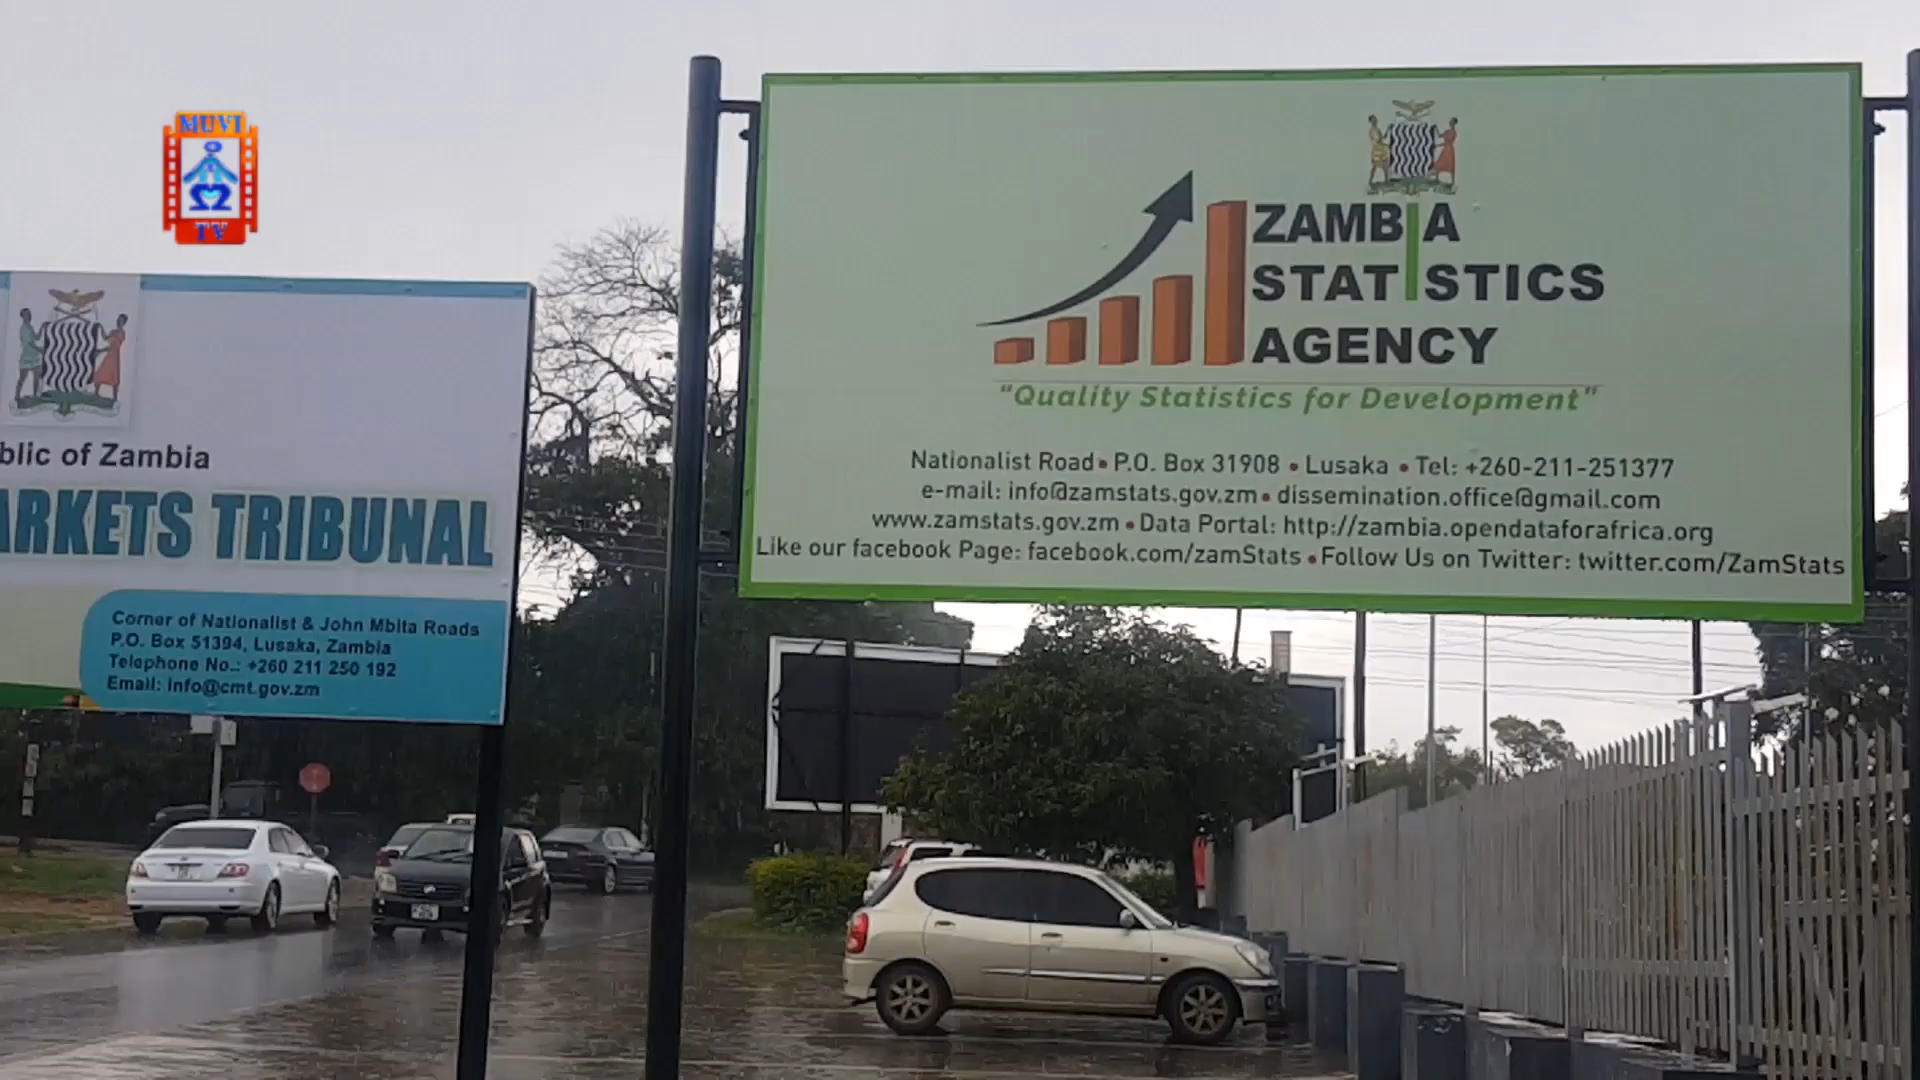 MUVI
TV
blic of Zambia
ARKETS TRIBUNAL
Corner of Nationalist & John Mbita Roads
P.O. Box 51394, Lusaka, Zambia
Telephone No.: +260 211 250 192
Email: info@cmt.gov.zm
ZAMBIA
STATISTICS
AGENCY
"Quality Statistics for Development"
Nationalist Road • P.O. Box 31908 • Lusaka • Tel: +260-211-251377
e-mail: info@zamstats.gov.zm • dissemination.office@gmail.com
www.zamstats.gov.zm • Data Portal: http://zambia.opendataforafrica.org
Like our facebook Page: facebook.com/zamStats • Follow Us on Twitter: twitter.com/ZamStats